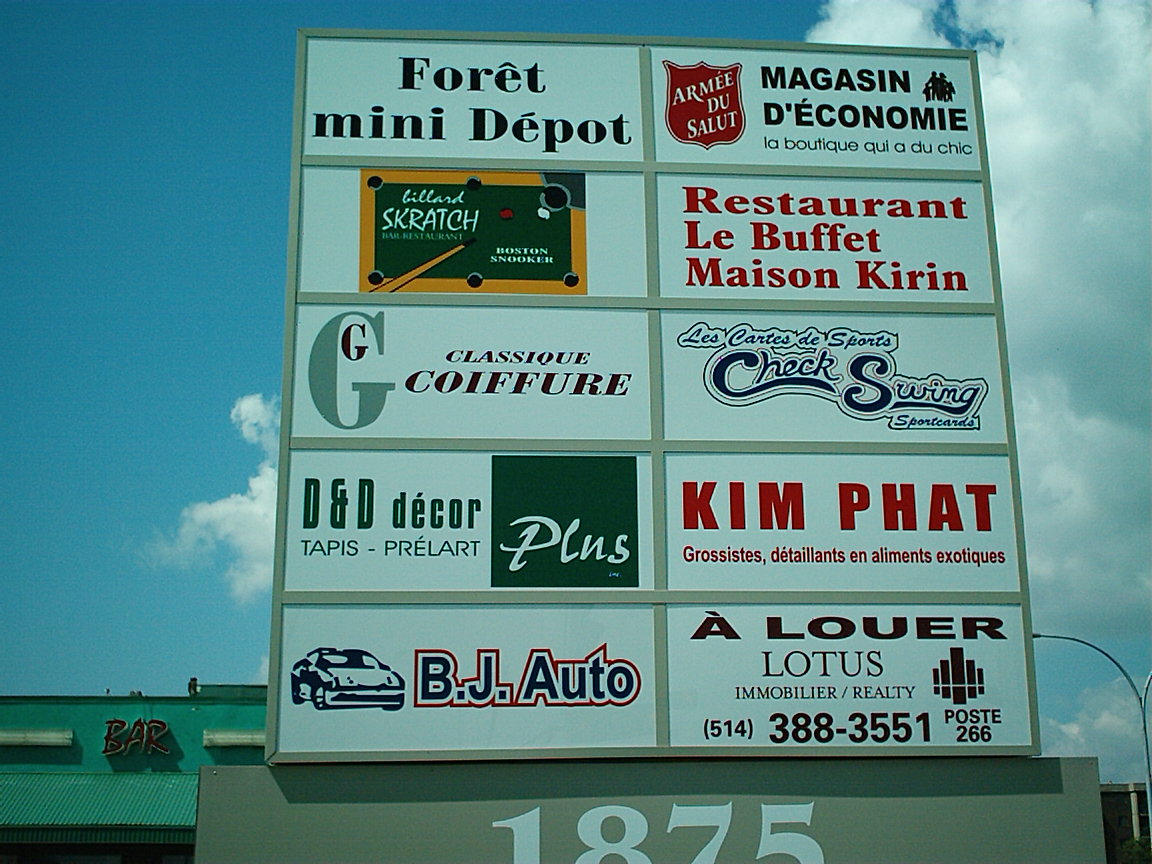 Forêt
mini Dépot
ARMÉE
DU
SALUT
MAGASIN
D'ÉCONOMIE
la boutique qui a du chic
billard
SKRATCH
BAR-RESTAURANT
BOSTON
SNOOKER
Restaurant
Le Buffet
Maison Kirin
G
G
CLASSIQUE
COIFFURE
Les Cartes de Sports
Check Swing
Sportcards
D&D décor
TAPIS - PRÉLART
Plus
inc.
KIM PHAT
Grossistes, détaillants en aliments exotiques
B.J. Auto
À LOUER
LOTUS
IMMOBILIER / REALTY
(514) 388-3551 POSTE
266
BAR
1875